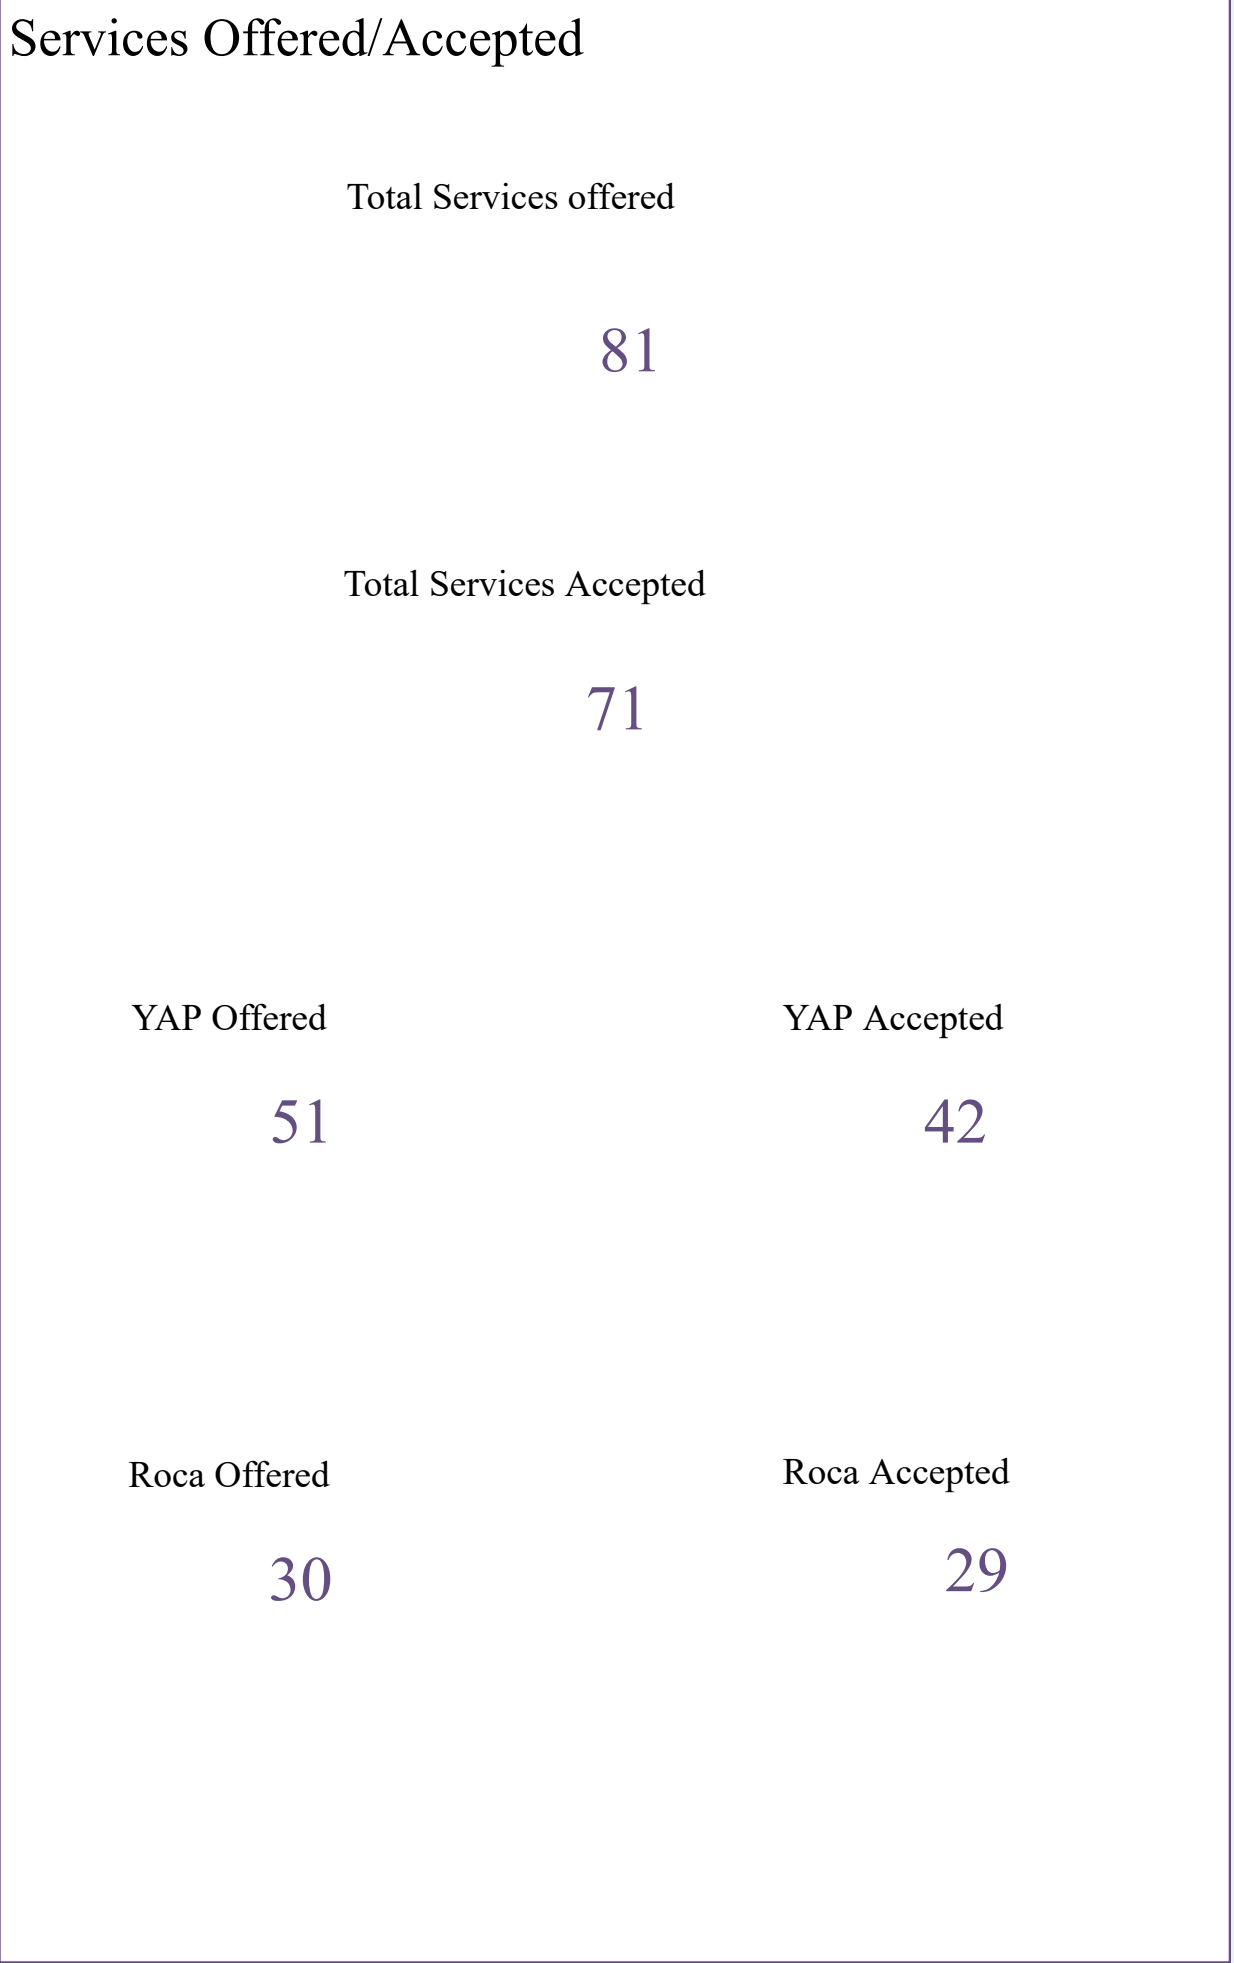 Services Offered/Accepted
Total Services offered
81
Total Services Accepted
71
YAP Offered
YAP Accepted
51
42
Roca Offered
Roca Accepted
30
29